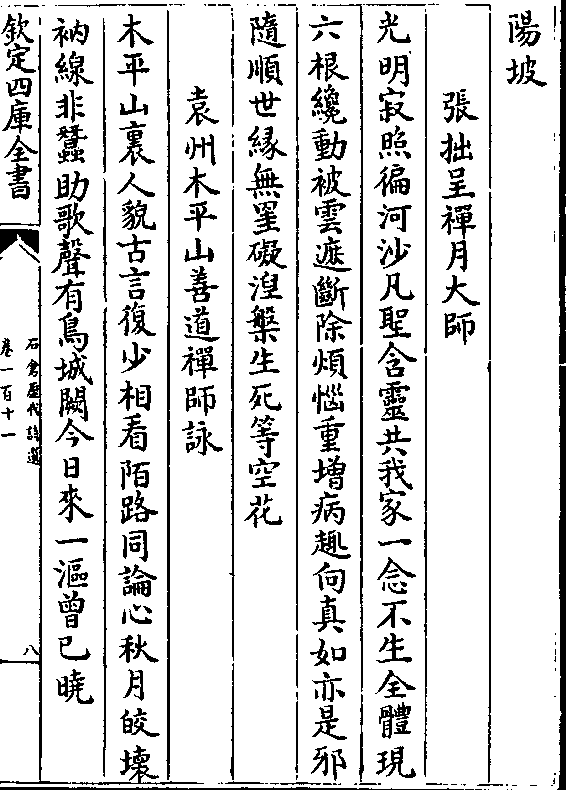 陽坡
張拙呈禪月大師
光明寂照徧河沙凡聖含靈共我家一念不生全體現
六根纔動被雲遮斷除煩惱重增病趣向真如亦是邪
隨順世緣無罣礙湼槃生死等空花
袁州木平山善道禪師詠
木平山裏人貌古言復少相看陌路同論心秋月皎壞
衲線非蠶助歌聲有鳥城闕今日來一漚曾已曉
欽定四庫全書
石倉歷代詩選
卷一百十一
八